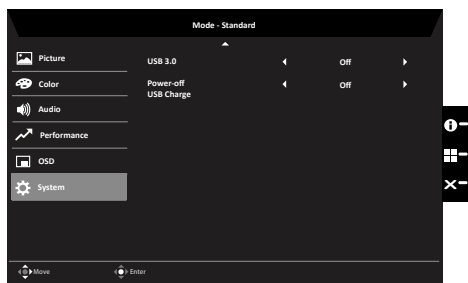 Mode - Standard
Picture
USB 3.0 Off
Color
Power-off Off
USB Charge
Audio
Performance
OSD
System
Move Enter